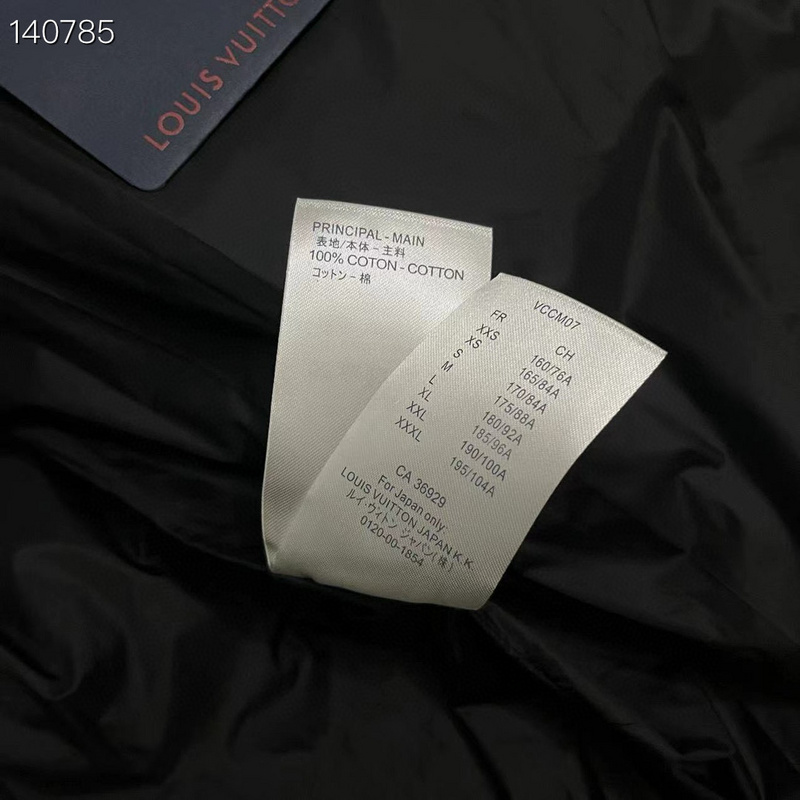 140785
LOUIS VUITTON
PRINCIPAL - MAIN
表地/本体 - 主料
100% COTON - COTTON
コットン - 棉
VCCM07
FR CH
XXS 160/76A
XS 165/84A
S 170/84A
M 175/88A
L 180/92A
XL 185/96A
XXL 190/100A
XXXL 195/104A
CA 36929
For Japan only:
LOUIS VUITTON JAPAN K.K.
ルイ・ヴィトン ジャパン(株)
0120-00-1854